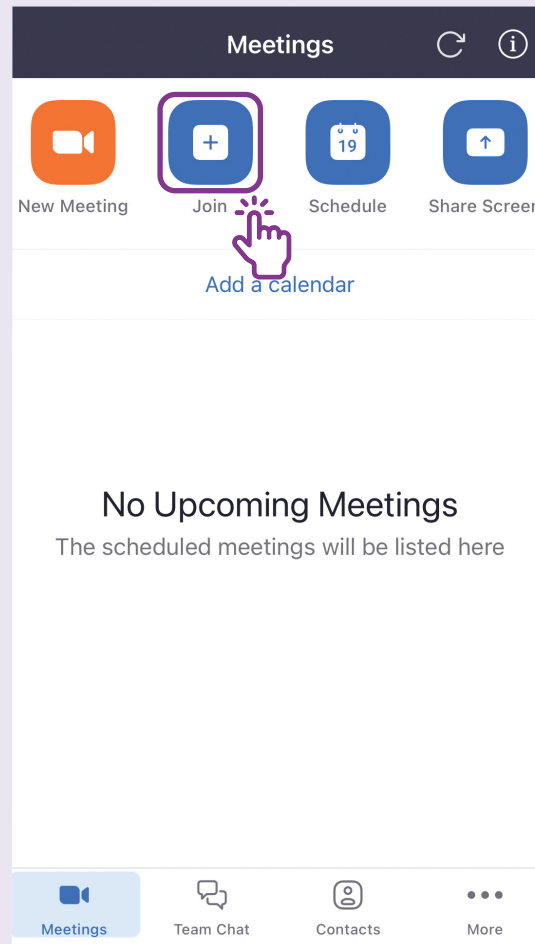 Meetings
New Meeting
Join
Schedule
19
Share Screen
Add a calendar
No Upcoming Meetings
The scheduled meetings will be listed here
Meetings
Team Chat
Contacts
More